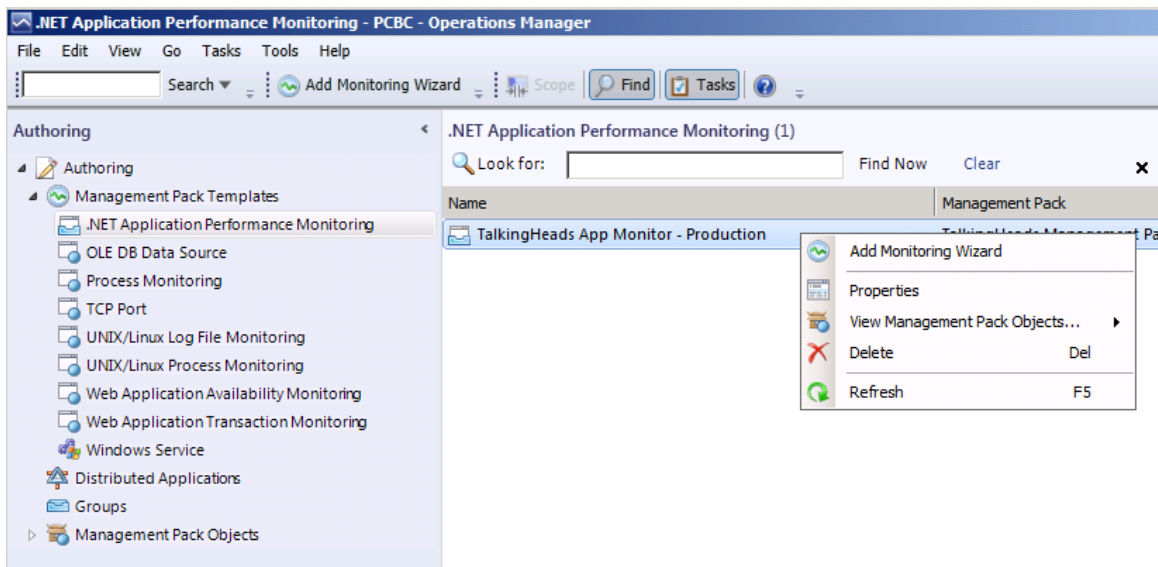 .NET Application Performance Monitoring - PCBC - Operations Manager
File Edit View Go Tasks Tools Help
Search Add Monitoring Wizard Scope Find Tasks
Authoring
Authoring
Management Pack Templates
.NET Application Performance Monitoring
OLE DB Data Source
Process Monitoring
TCP Port
UNIX/Linux Log File Monitoring
UNIX/Linux Process Monitoring
Web Application Availability Monitoring
Web Application Transaction Monitoring
Windows Service
Distributed Applications
Groups
Management Pack Objects
.NET Application Performance Monitoring (1)
Look for: Find Now Clear
Name Management Pack
TalkingHeads App Monitor - Production TalkingHeads Management Pa
Add Monitoring Wizard
Properties
View Management Pack Objects...
Delete Del
Refresh F5